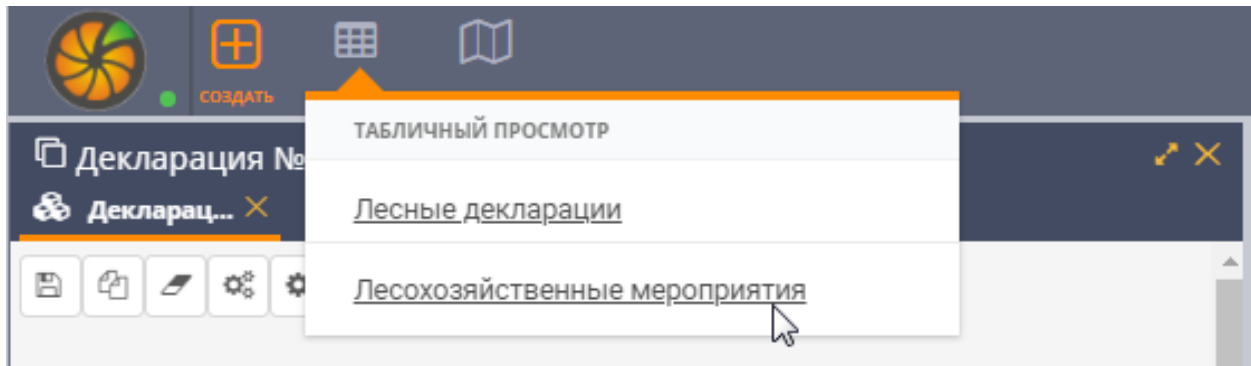 СОЗДАТЬ
ТАБЛИЧНЫЙ ПРОСМОТР
Декларация №
Декларац...
Лесные декларации
Лесохозяйственные мероприятия